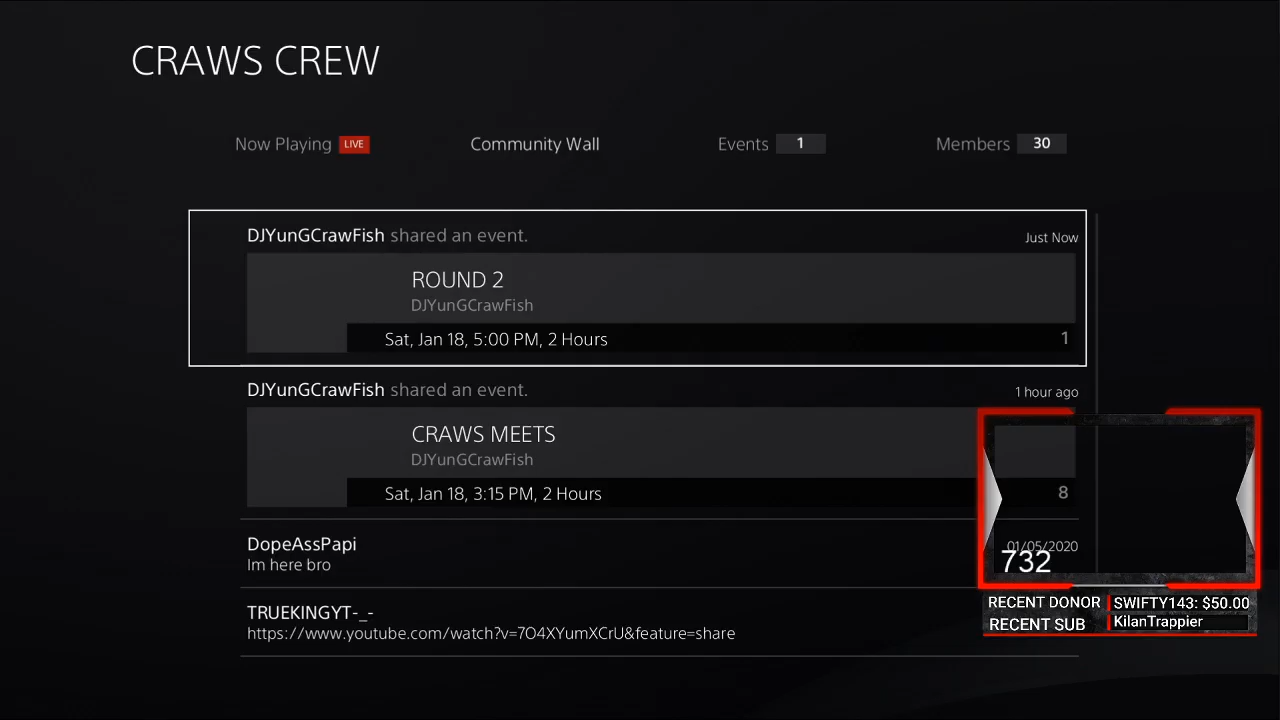 CRAWS CREW
Now Playing LIVE
Community Wall
Events 1
Members 30
DJYunGCrawFish shared an event.
Just Now
ROUND 2
DJYunGCrawFish
Sat, Jan 18, 5:00 PM, 2 Hours
1
DJYunGCrawFish shared an event.
1 hour ago
CRAWS MEETS
DJYunGCrawFish
Sat, Jan 18, 3:15 PM, 2 Hours
8
DopeAssPapi
01/05/2020
Im here bro
732
TRUEKINGYT-_-
https://www.youtube.com/watch?v=7O4XYumXCrU&feature=share
RECENT DONOR SWIFTY143: $50.00
RECENT SUB KilanTrappier